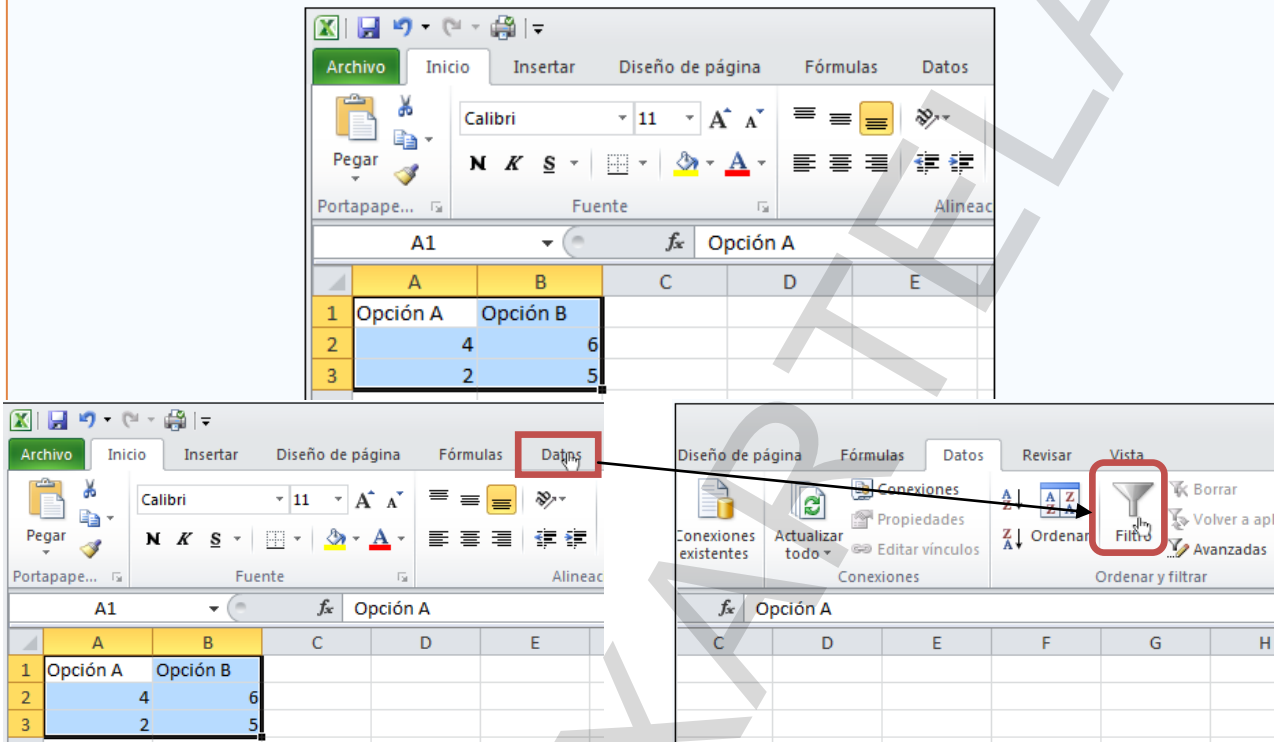 Archivo Inicio Insertar Diseño de página Fórmulas Datos
Calibri 11 A A
Pegar N K S A
Portapape... Fuente Alineac
A1 fx Opción A
A B C D E
1 Opción A Opción B
2 4 6
3 2 5
Archivo Inicio Insertar Diseño de página Fórmulas Datos
Calibri 11 A A
Pegar N K S A
Portapape... Fuente Alineac
A1 fx Opción A
A B C D E
1 Opción A Opción B
2 4 6
3 2 5
Diseño de página Fórmulas Datos Revisar Vista
Conexiones existentes
Actualizar todo
Conexiones
Propiedades
Editar vínculos
Conexiones
Ordenar
Filtro
Borrar
Volver a apl
Avanzadas
Ordenar y filtrar
fx Opción A
C D E F G H